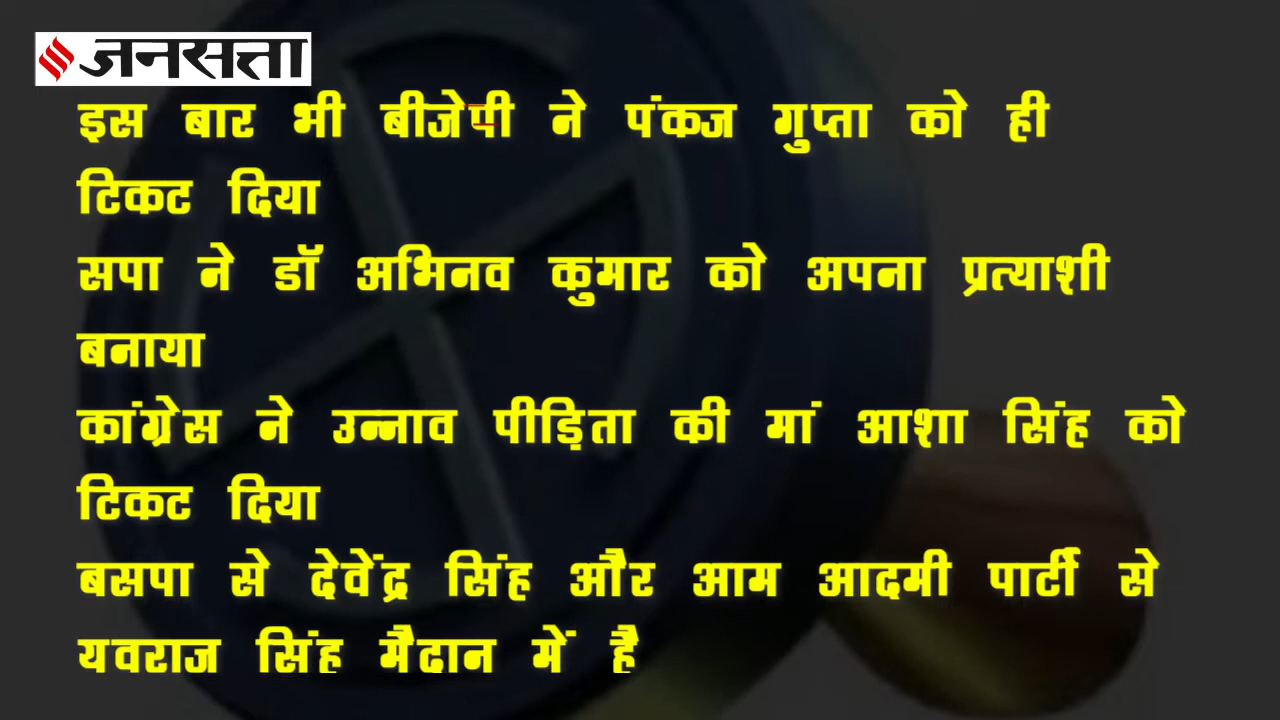 जनसत्ता
इस बार भी बीजेपी ने पंकज गुप्ता को ही
टिकट दिया
सपा ने डॉ अभिनव कुमार को अपना प्रत्याशी
बनाया
कांग्रेस ने उन्नाव पीड़िता की मां आशा सिंह को
टिकट दिया
बसपा से देवेंद्र सिंह और आम आदमी पार्टी से
यवराज सिंह मैदान में है